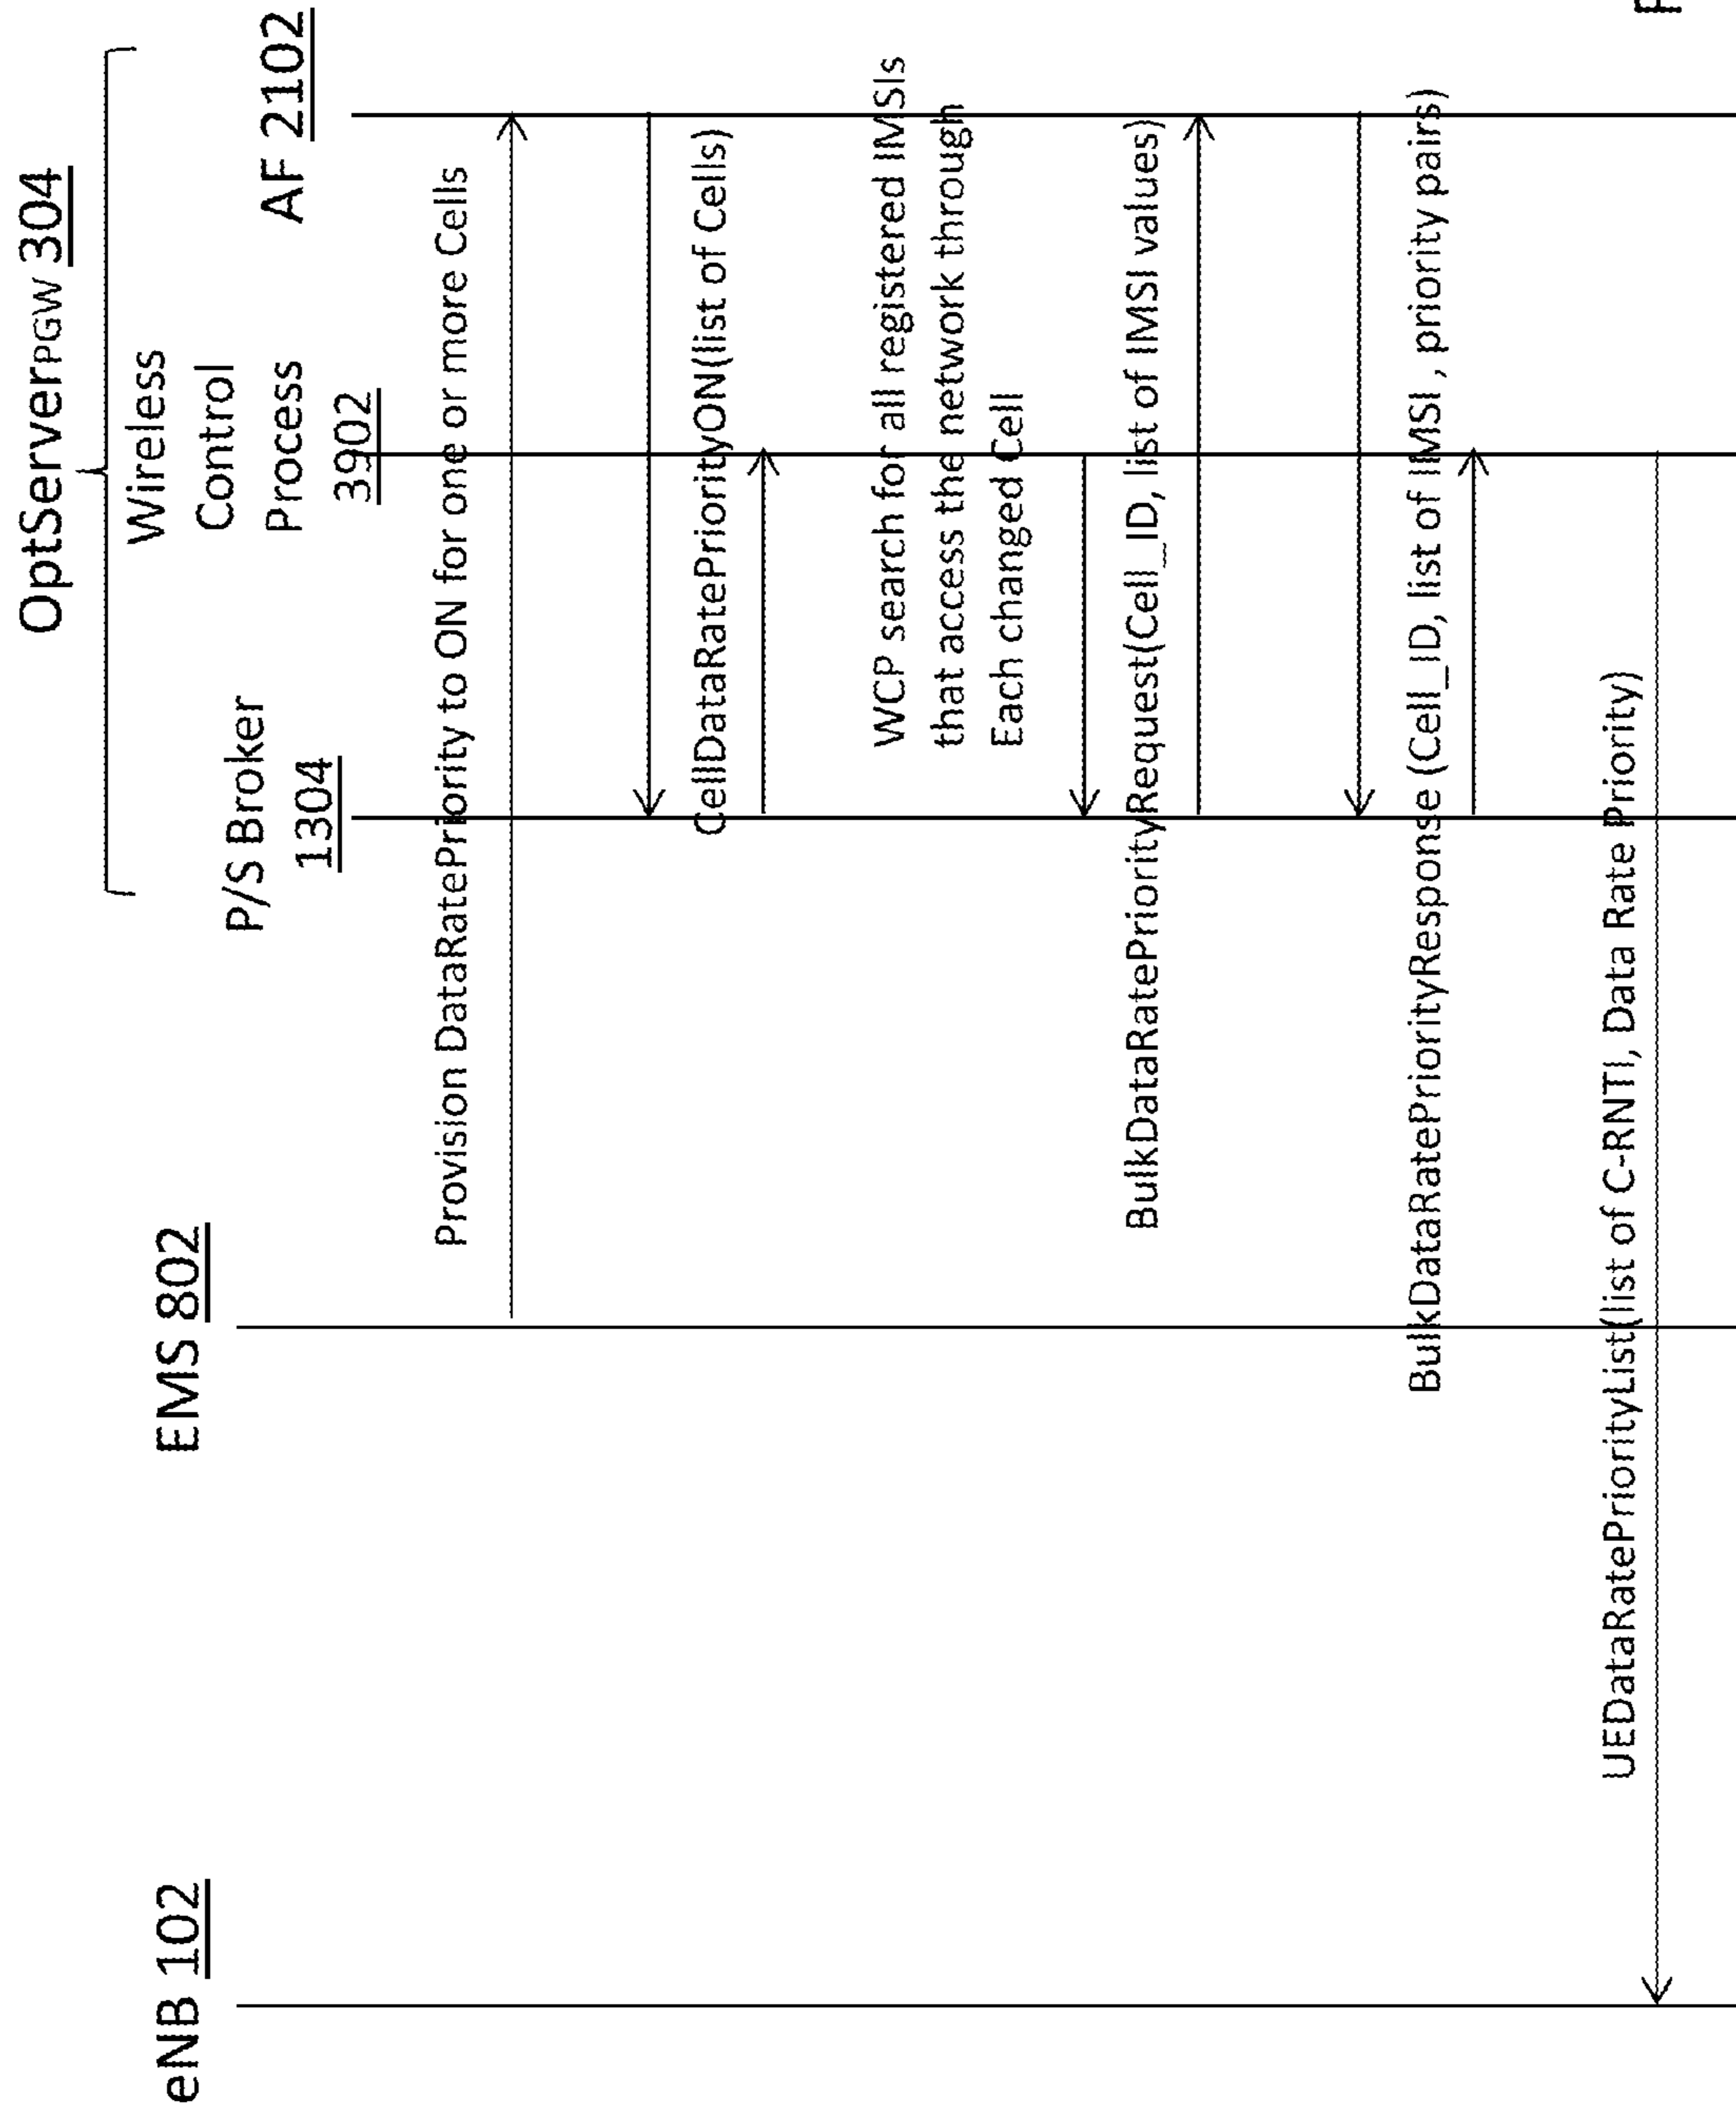 OptServerPGW 304
eNB 102
EMS 802
P/S Broker
1304
Wireless
Control
Process
3902
AF 2102
Provision DataRatePriority to ON for one or more Cells
CellDataRatePriorityON(list of Cells)
WCP search for all registered IMSIs
that access the network through
Each changed Cell
BulkDataRatePriorityRequest(Cell_ID, list of IMSI values)
BulkDataRatePriorityResponse (Cell_ID, list of IMSI , priority pairs)
UEDataRatePriorityList(list of C-RNTI, Data Rate Priority)